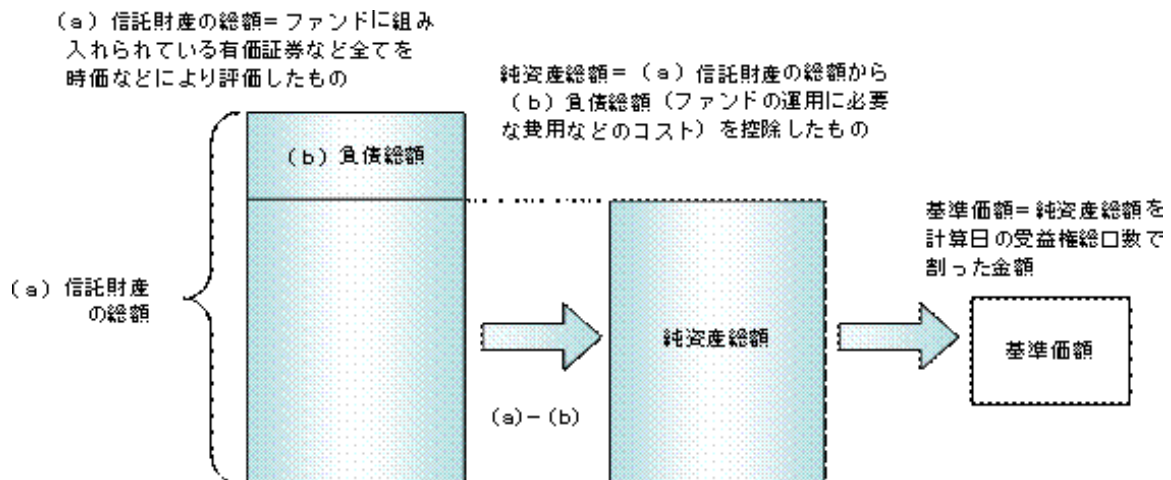 (a)信託財産の総額=ファンドに組み
入れられている有価証券など全てを
時価などにより評価したもの
純資産総額=(a)信託財産の総額から
(b)負債総額(ファンドの運用に必要
な費用などのコスト)を控除したもの
(b)負債総額
基準価額=純資産総額を
計算日の受益権総口数で
割った金額
(a)信託財産
の総額
純資産総額
基準価額
(a)-(b)